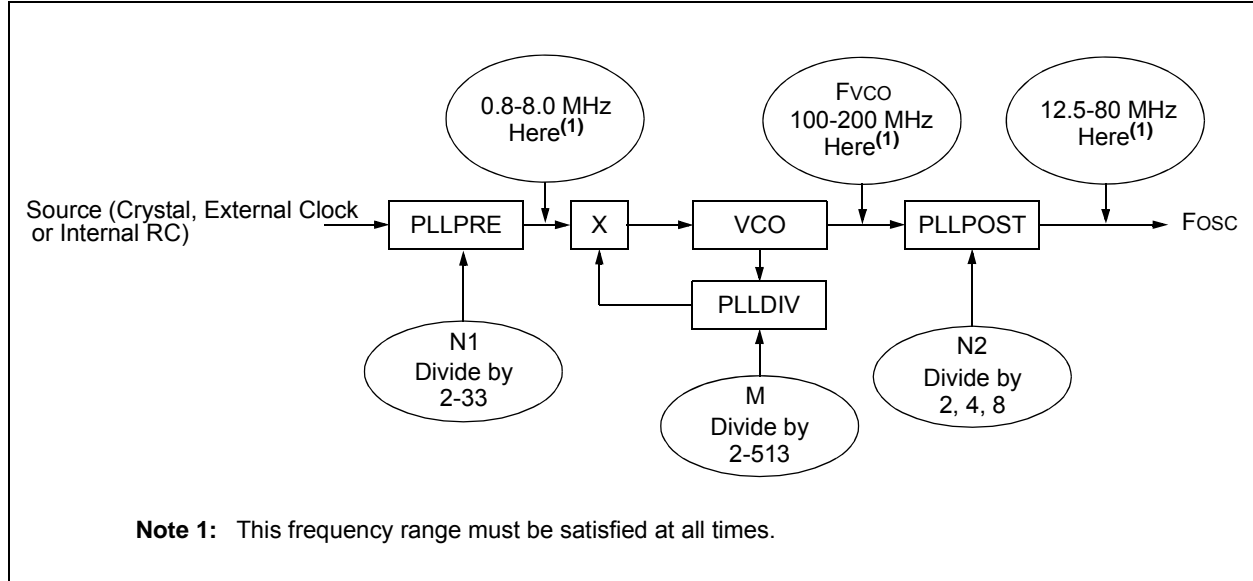 0.8-8.0 MHz
Here(1)
FVCO
100-200 MHz
Here(1)
12.5-80 MHz
Here(1)
Source (Crystal, External Clock
or Internal RC)
PLLPRE
X
VCO
PLLPOST
FOSC
PLLDIV
N1
Divide by
2-33
M
Divide by
2-513
N2
Divide by
2, 4, 8
Note 1: This frequency range must be satisfied at all times.